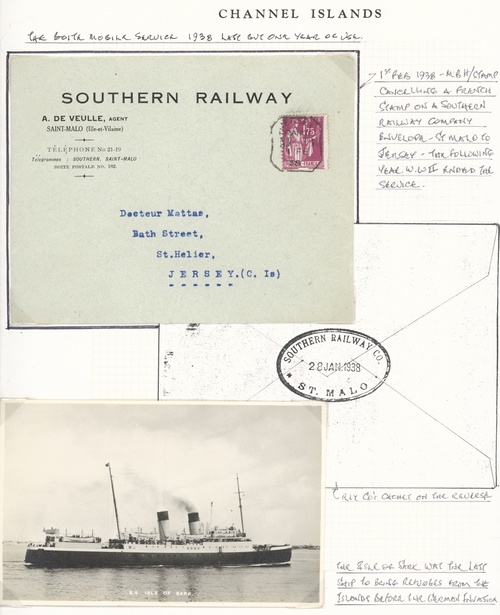 CHANNEL ISLANDS
THE BOITE MOBILE SERVICE 1938 LAST BUT ONE YEAR OF USE.
SOUTHERN RAILWAY
A. DE VEULLE, AGENT
SAINT-MALO (Ille-et-Vilaine)
TÉLÉPHONE No 21-19
Télégrammes : SOUTHERN, SAINT-MALO
BOITE POSTALE No 182.
1F75
1ST FEB 1938 - M.B H/STAMP
CANCELLING A FRENCH
STAMP ON A SOUTHERN
RAILWAY COMPANY
ENVELOPE - ST MALO TO
JERSEY - THE FOLLOWING
YEAR W.WII ENDED THE
SERVICE.
Docteur Mattas,
Bath Street,
St.Helier,
JERSEY.(C. Is)
SOUTHERN RAILWAY CO.
28 JAN. 1938
ST. MALO
RLY CO'S CACHET ON THE REVERSE
S.S. ISLE OF SARK.
THE ISLE OF SARK WAS THE LAST
SHIP TO BRING REFUGEES FROM THE
ISLANDS BEFORE THE GERMAN INVASION